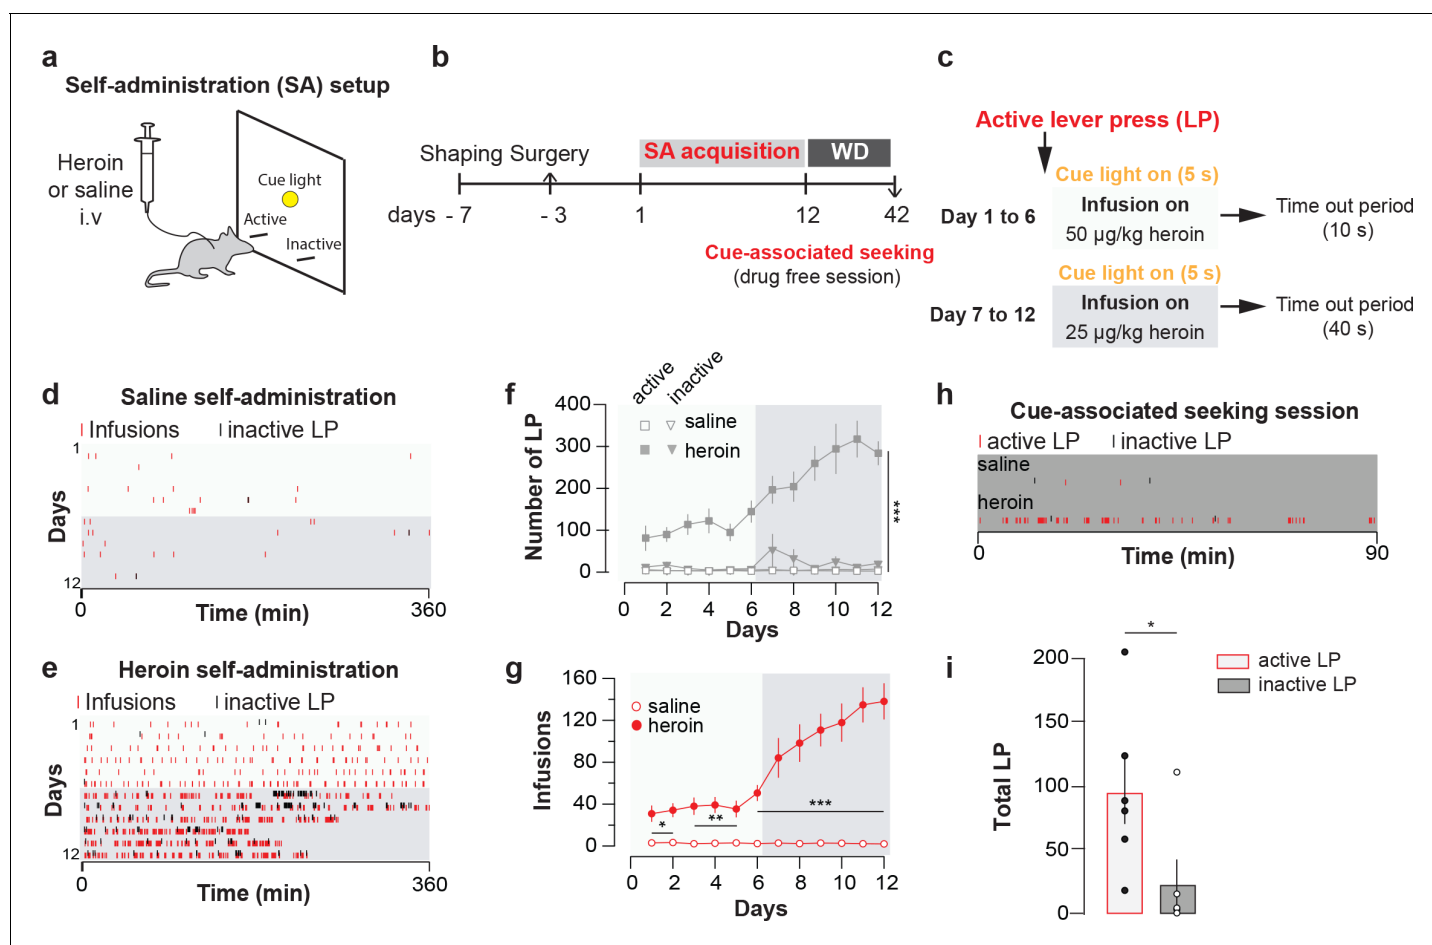 a
Self-administration (SA) setup
Heroin
or saline
i.v
Cue light
Active
Inactive
b
Shaping Surgery
SA acquisition
WD
days - 7 - 3 1 12 42
Cue-associated seeking
(drug free session)
c
Active lever press (LP)
Cue light on (5 s)
Day 1 to 6
Infusion on
50 µg/kg heroin
Time out period
(10 s)
Cue light on (5 s)
Day 7 to 12
Infusion on
25 µg/kg heroin
Time out period
(40 s)
d
Saline self-administration
Infusions inactive LP
1
Days
12
0 360
Time (min)
e
Heroin self-administration
Infusions inactive LP
1
Days
12
0 360
Time (min)
f
active
inactive
saline
heroin
400
300
200
100
0
Number of LP
***
0 2 4 6 8 10 12
Days
g
saline
heroin
160
120
80
40
0
Infusions
* ** ***
0 2 4 6 8 10 12
Days
h
Cue-associated seeking session
active LP inactive LP
saline
heroin
0 90
Time (min)
i
*
active LP
inactive LP
200
150
100
50
0
Total LP